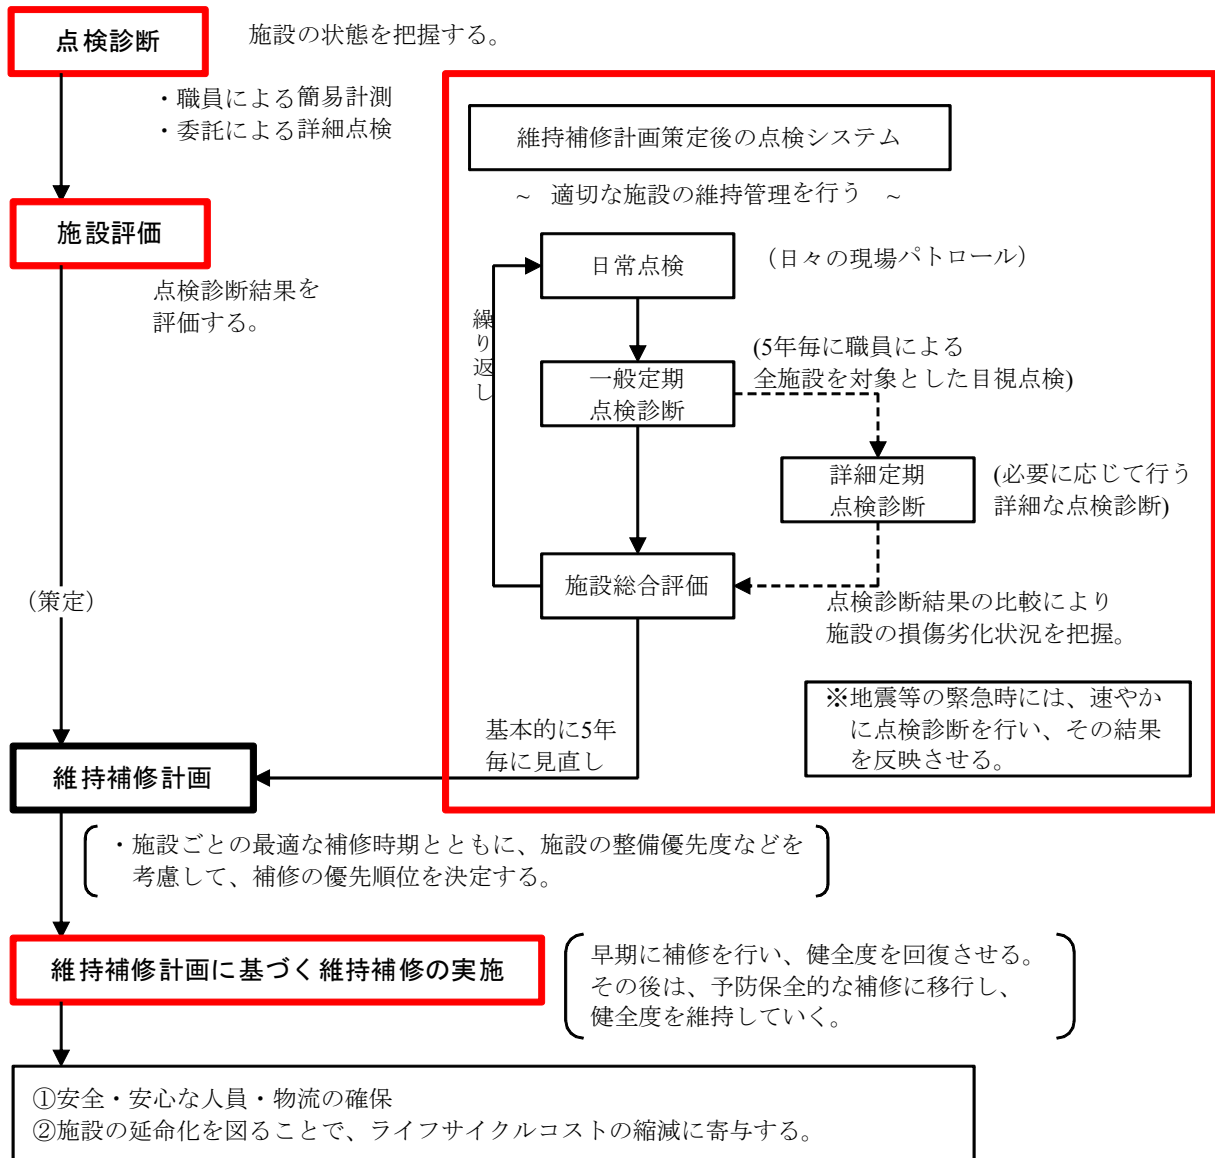 点検診断
施設の状態を把握する。
・職員による簡易計測
・委託による詳細点検
施設評価
点検診断結果を
評価する。
(策定)
維持補修計画策定後の点検システム
~ 適切な施設の維持管理を行う ~
日常点検
(日々の現場パトロール)
繰り返し
一般定期
点検診断
(5年毎に職員による
全施設を対象とした目視点検)
詳細定期
点検診断
(必要に応じて行う
詳細な点検診断)
施設総合評価
点検診断結果の比較により
施設の損傷劣化状況を把握。
※地震等の緊急時には、速やか
に点検診断を行い、その結果
を反映させる。
基本的に5年
毎に見直し
維持補修計画
・施設ごとの最適な補修時期とともに、施設の整備優先度などを
考慮して、補修の優先順位を決定する。
維持補修計画に基づく維持補修の実施
早期に補修を行い、健全度を回復させる。
その後は、予防保全的な補修に移行し、
健全度を維持していく。
①安全・安心な人員・物流の確保
②施設の延命化を図ることで、ライフサイクルコストの縮減に寄与する。